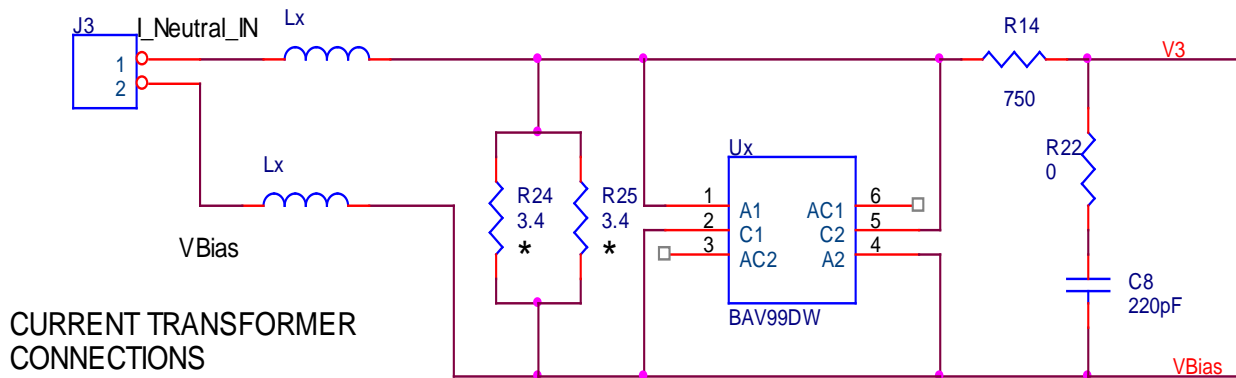 J3
I_Neutral_IN
Lx
1
2
Lx
VBias
R24
3.4
*
R25
3.4
*
Ux
1
2
3
A1
C1
AC2
AC1
C2
A2
6
5
4
BAV99DW
R14
750
V3
R22
0
C8
220pF
VBias
CURRENT TRANSFORMER
CONNECTIONS